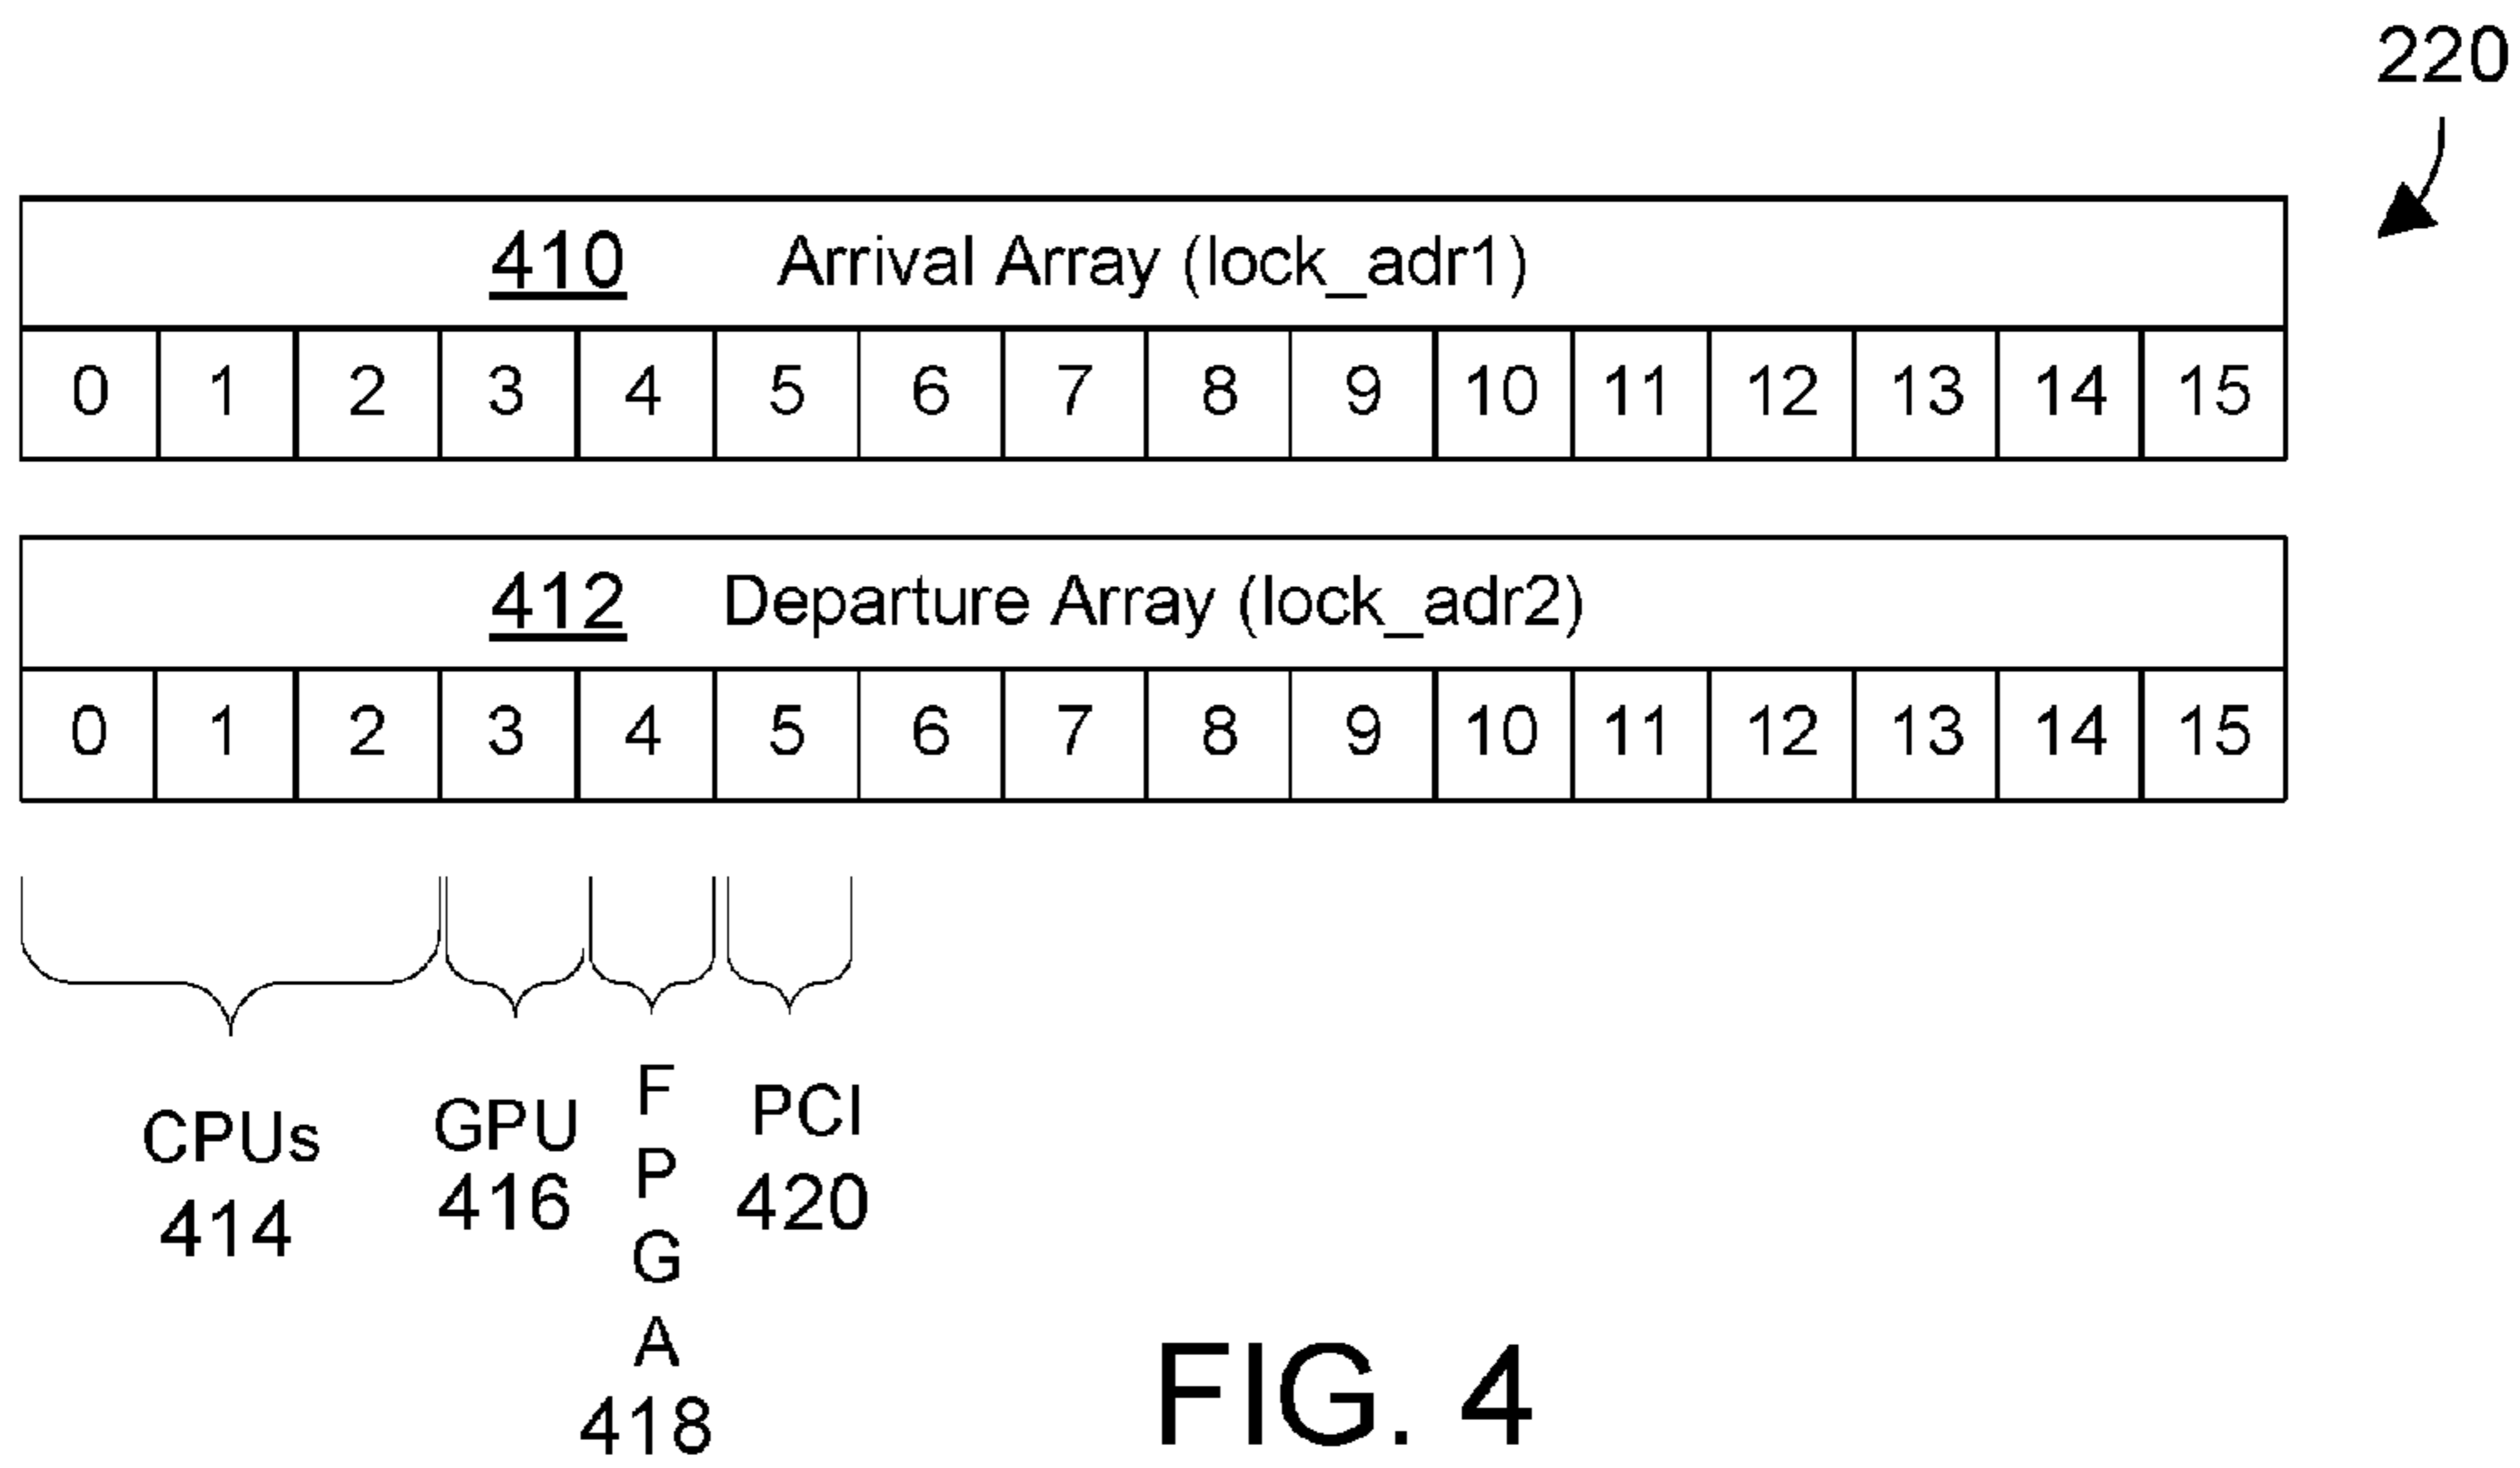 220
410 Arrival Array (lock_adr1)
0 1 2 3 4 5 6 7 8 9 10 11 12 13 14 15
412 Departure Array (lock_adr2)
0 1 2 3 4 5 6 7 8 9 10 11 12 13 14 15
CPUs
414
GPU
416
F
P
G
A
418
PCI
420
FIG. 4